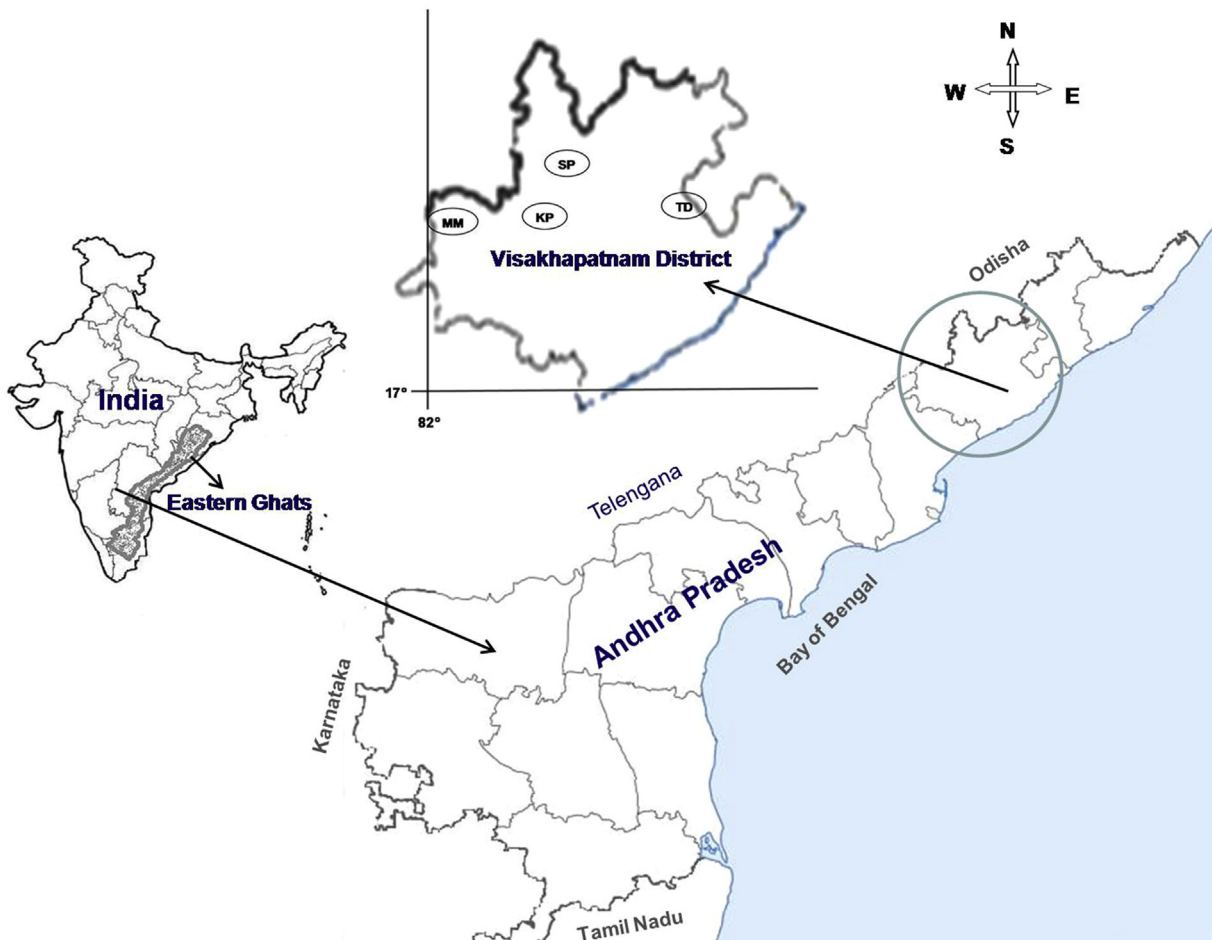 N
W E
S
SP
MM
KP
TD
Visakhapatnam District
17°
82°
Odisha
India
Eastern Ghats
Telengana
Andhra Pradesh
Bay of Bengal
Karnataka
Tamil Nadu